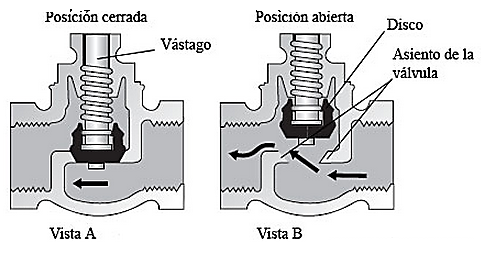 Posición cerrada
Posición abierta
Vástago
Disco
Asiento de la
válvula
Vista A
Vista B